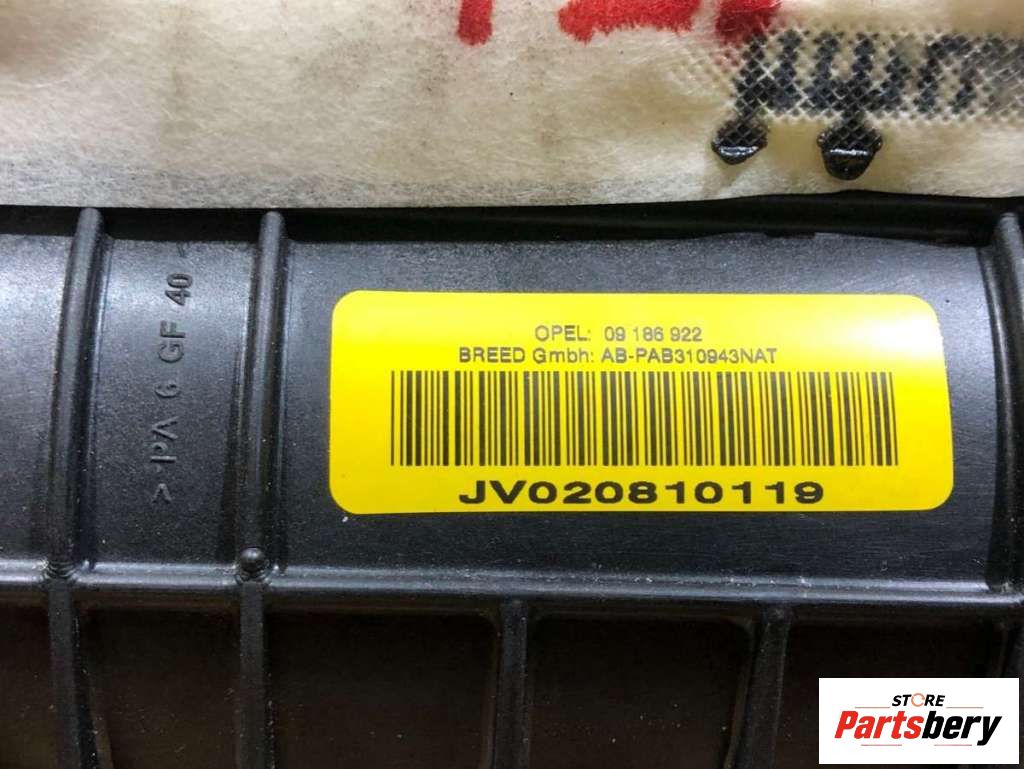 OPEL: 09 186 922
BREED Gmbh: AB-PAB310943NAT
JV020810119
>PA 6 GF 40
STORE
Partsbery